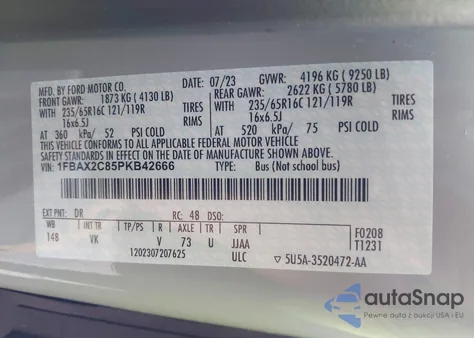 MFD. BY FORD MOTOR CO.
07/23 GVWR: 4196 KG ( 9250 LB)
FRONT GAWR: 1873 KG ( 4130 LB) REAR GAWR: 2622 KG ( 5780 LB)
WITH 235/65R16C 121/119R TIRES WITH 235/65R16C 121/119R TIRES
16x6.5J RIMS 16x6.5J RIMS
AT 360 kPa/ 52 PSI COLD AT 520 kPa/ 75 PSI COLD
THIS VEHICLE CONFORMS TO ALL APPLICABLE FEDERAL MOTOR VEHICLE
SAFETY STANDARDS IN EFFECT ON THE DATE OF MANUFACTURE SHOWN ABOVE.
VIN: 1FBAX2C85PKB42666 TYPE: Bus (Not school bus)
EXT PNT: DR RC: 48 DSO: F0208
WB INT TR TP/PS R AXLE TR SPR T1231
148 VK V 73 U JJAA
1202307207625 ULC ▽ 5U5A-3520472-AA
autoSnap
Pewne auto z aukcji USA i EU